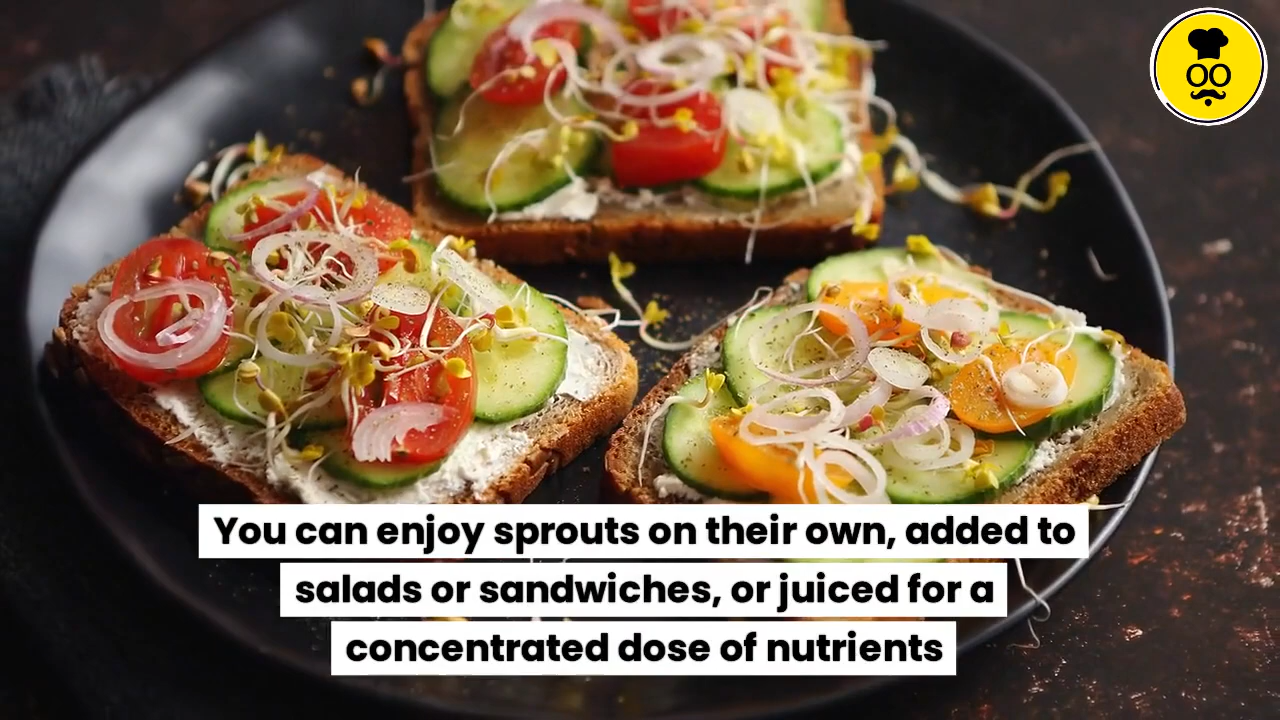 You can enjoy sprouts on their own, added to
salads or sandwiches, or juiced for a
concentrated dose of nutrients